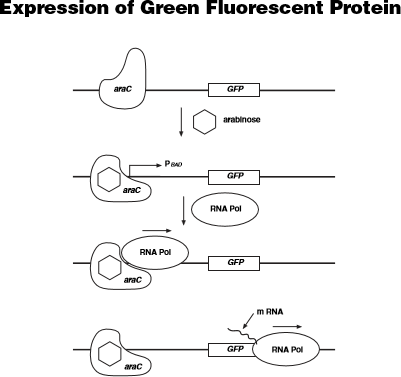 Expression of Green Fluorescent Protein
araC GFP
arabinose
PBAD GFP
araC
RNA Pol
RNA Pol GFP
araC
m RNA
GFP RNA Pol
araC